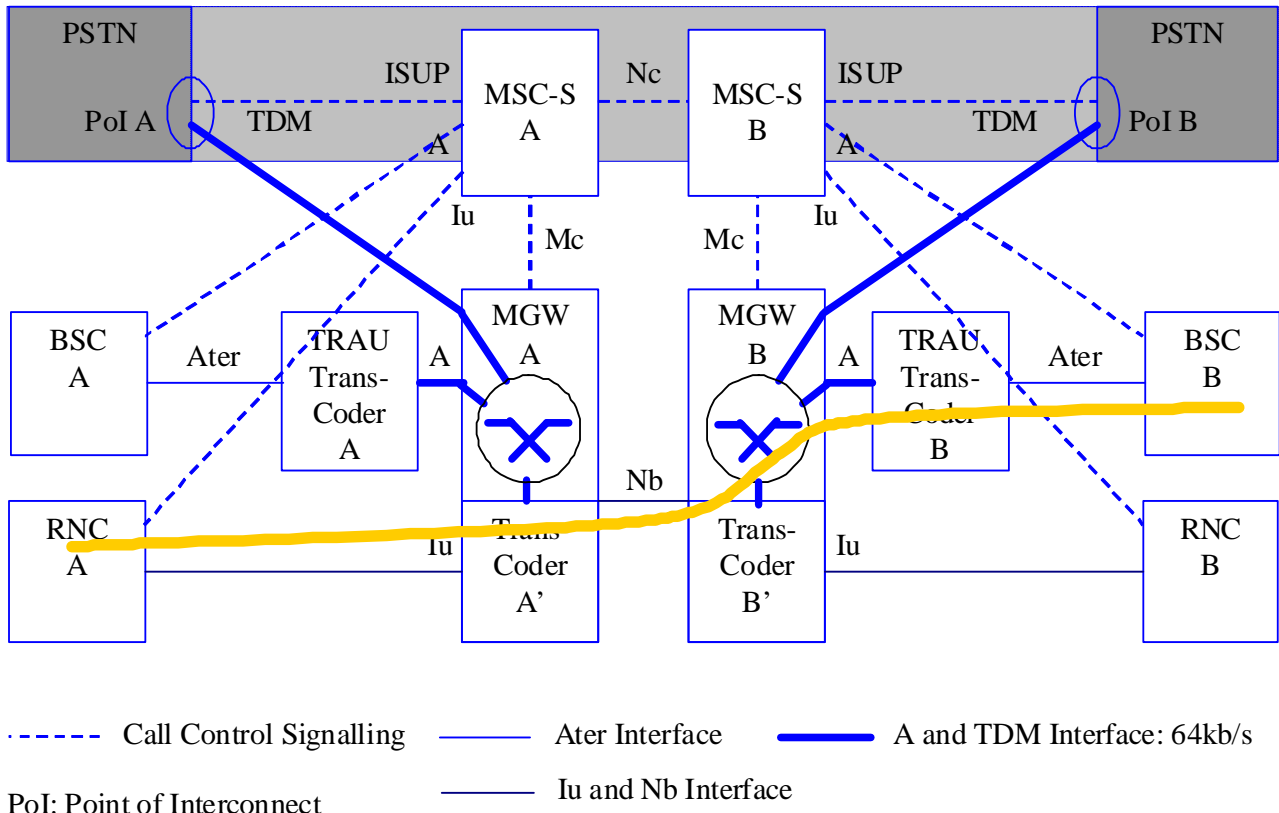 PSTN
PSTN
ISUP
Nc
ISUP
MSC-S
A
MSC-S
B
PoI A
TDM
TDM
PoI B
A
A
Iu
Iu
Mc
Mc
BSC
A
Ater
TRAU
Trans-
Coder
A
A
MGW
A
MGW
B
A
TRAU
Trans-
Coder
B
Ater
BSC
B
Nb
RNC
A
Iu
Trans-
Coder
A’
Trans-
Coder
B’
Iu
RNC
B
Call Control Signalling
Ater Interface
A and TDM Interface: 64kb/s
PoI: Point of Interconnect
Iu and Nb Interface